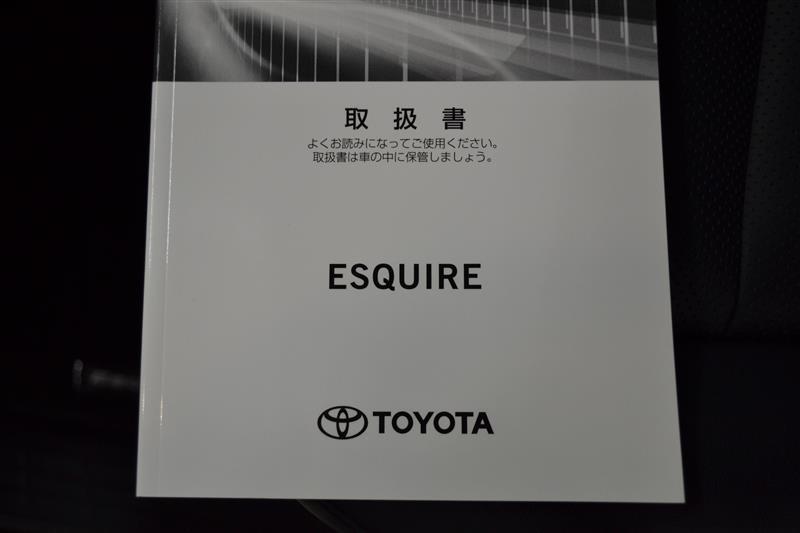 取扱書
よくお読みになってご使用ください。
取扱書は車の中に保管しましょう。
ESQUIRE
TOYOTA